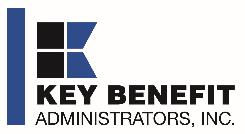 KEY BENEFIT
ADMINISTRATORS, INC.